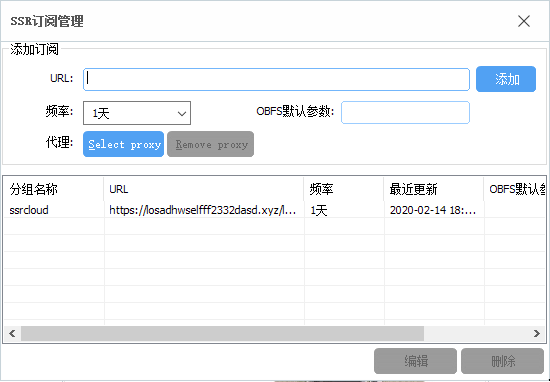 SSR订阅管理
添加订阅
URL: 添加
频率: 1天 OBFS默认参数:
代理: Select proxy Remove proxy
分组名称 URL 频率 最近更新 OBFS默认参
ssrcloud https://losadhwselfff2332dasd.xyz/l... 1天 2020-02-14 18:...
编辑 删除